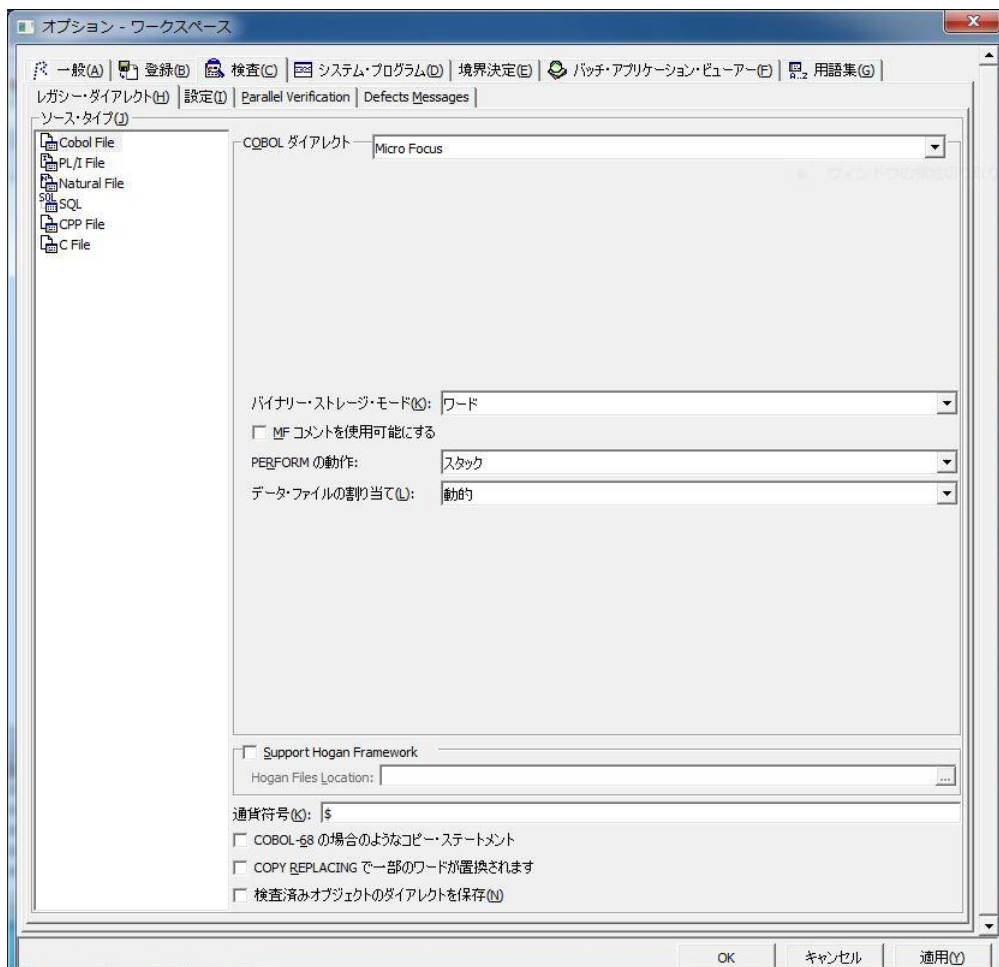 オプション - ワークスペース
一般(A) 登録(B) 検査(C) システム・プログラム(D) 境界決定(E) バッチ・アプリケーション・ビューアー(F) 用語集(G)
レガシー・ダイアレクト(H) 設定(I) Parallel Verification Defects Messages
ソース・タイプ(J)
Cobol File
PL/I File
Natural File
SQL
CPP File
C File
COBOL ダイアレクト Micro Focus
バイナリー・ストレージ・モード(K): ワード
MF コメントを使用可能にする
PERFORM の動作: スタック
データ・ファイルの割り当て(L): 動的
Support Hogan Framework
Hogan Files Location: ...
通貨符号(K): $
COBOL-68 の場合のようなコピー・ステートメント
COPY REPLACING で一部のワードが置換されます
検査済みオブジェクトのダイアレクトを保存(N)
OK キャンセル 適用(Y)